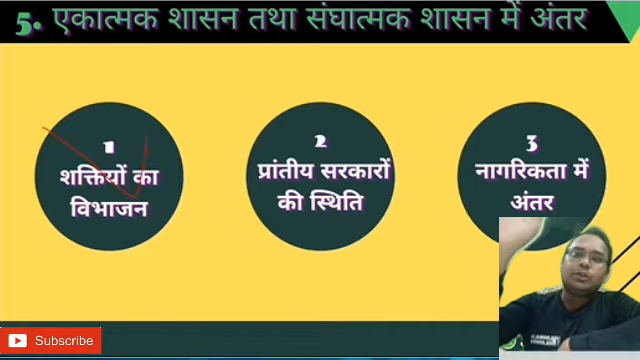 5. एकात्मक शासन तथा संघात्मक शासन में अंतर
1
शक्तियों का
विभाजन
2
प्रांतीय सरकारों
की स्थिति
3
नागरिकता में
अंतर
Subscribe